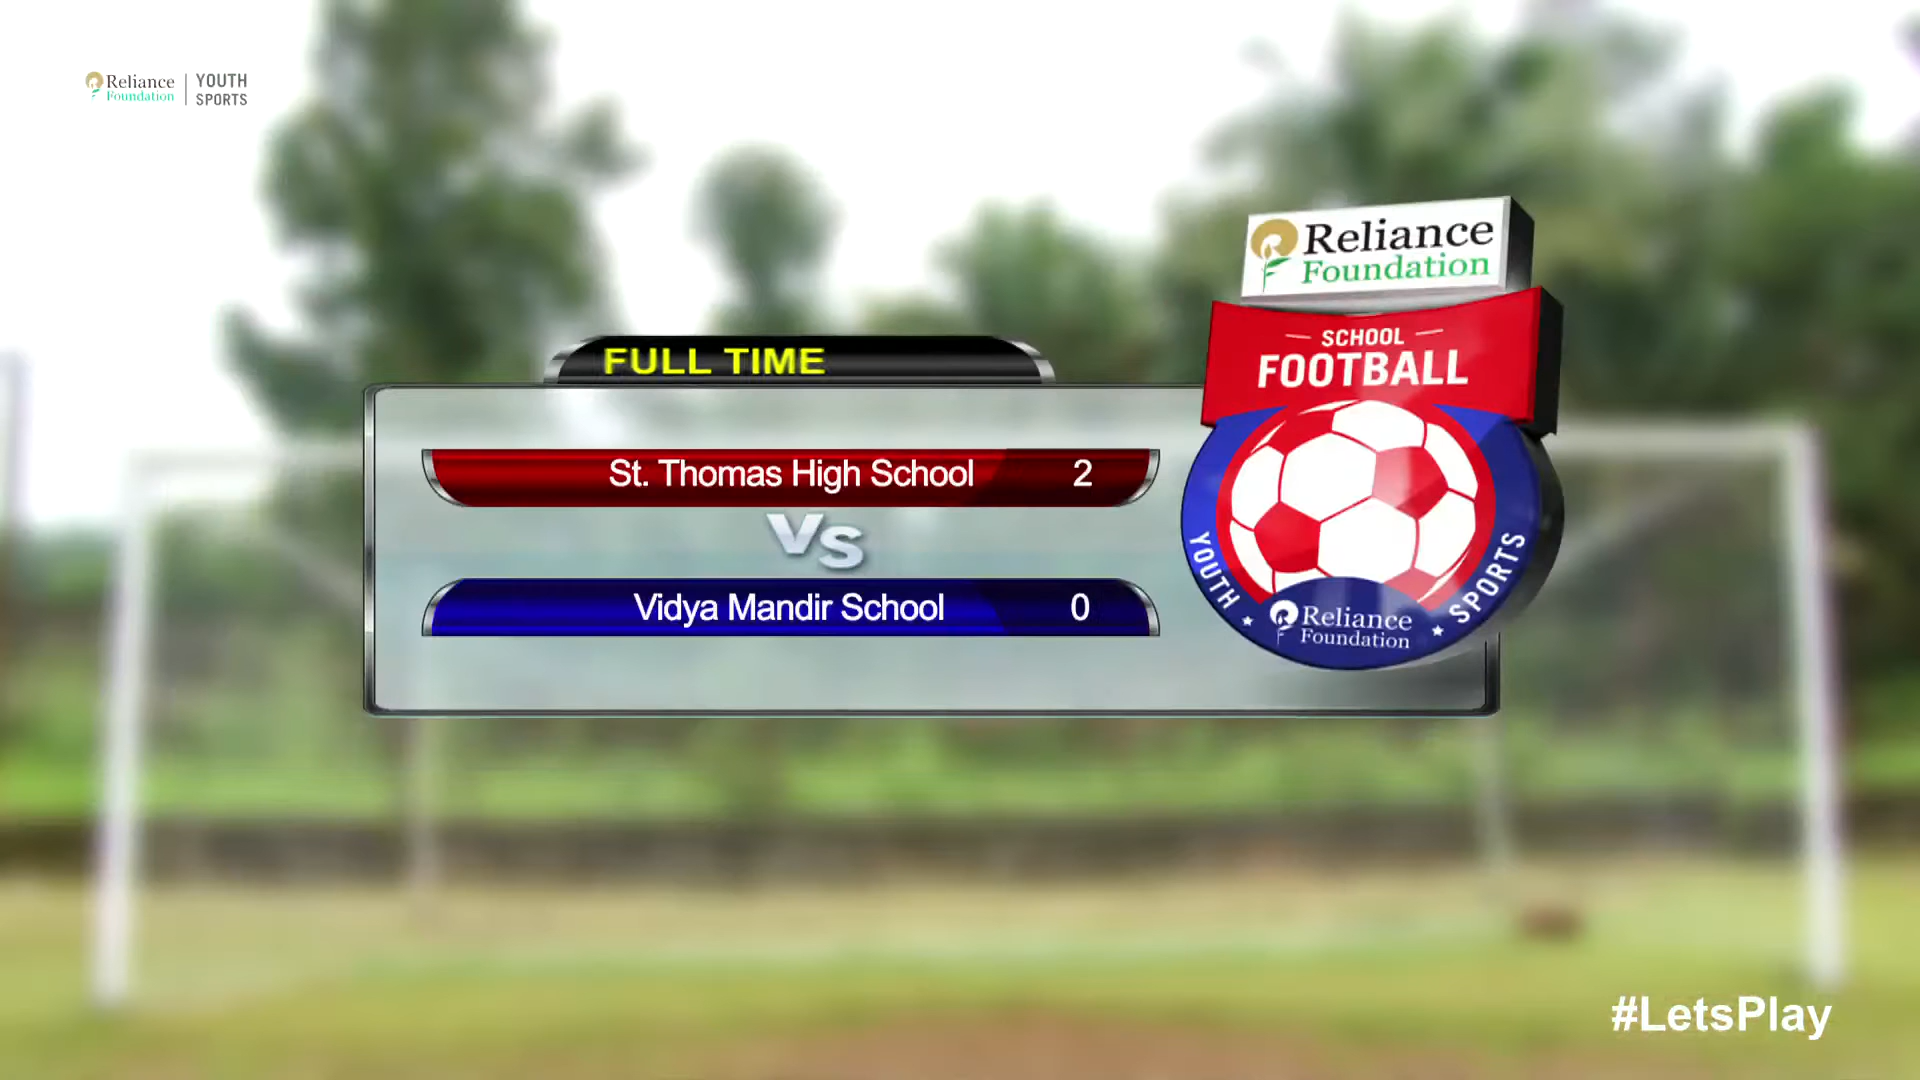 Reliance
Foundation
YOUTH
SPORTS
Reliance
Foundation
SCHOOL
FOOTBALL
FULL TIME
St. Thomas High School 2
VS
Vidya Mandir School 0
YOUTH
SPORTS
Reliance
Foundation
#LetsPlay